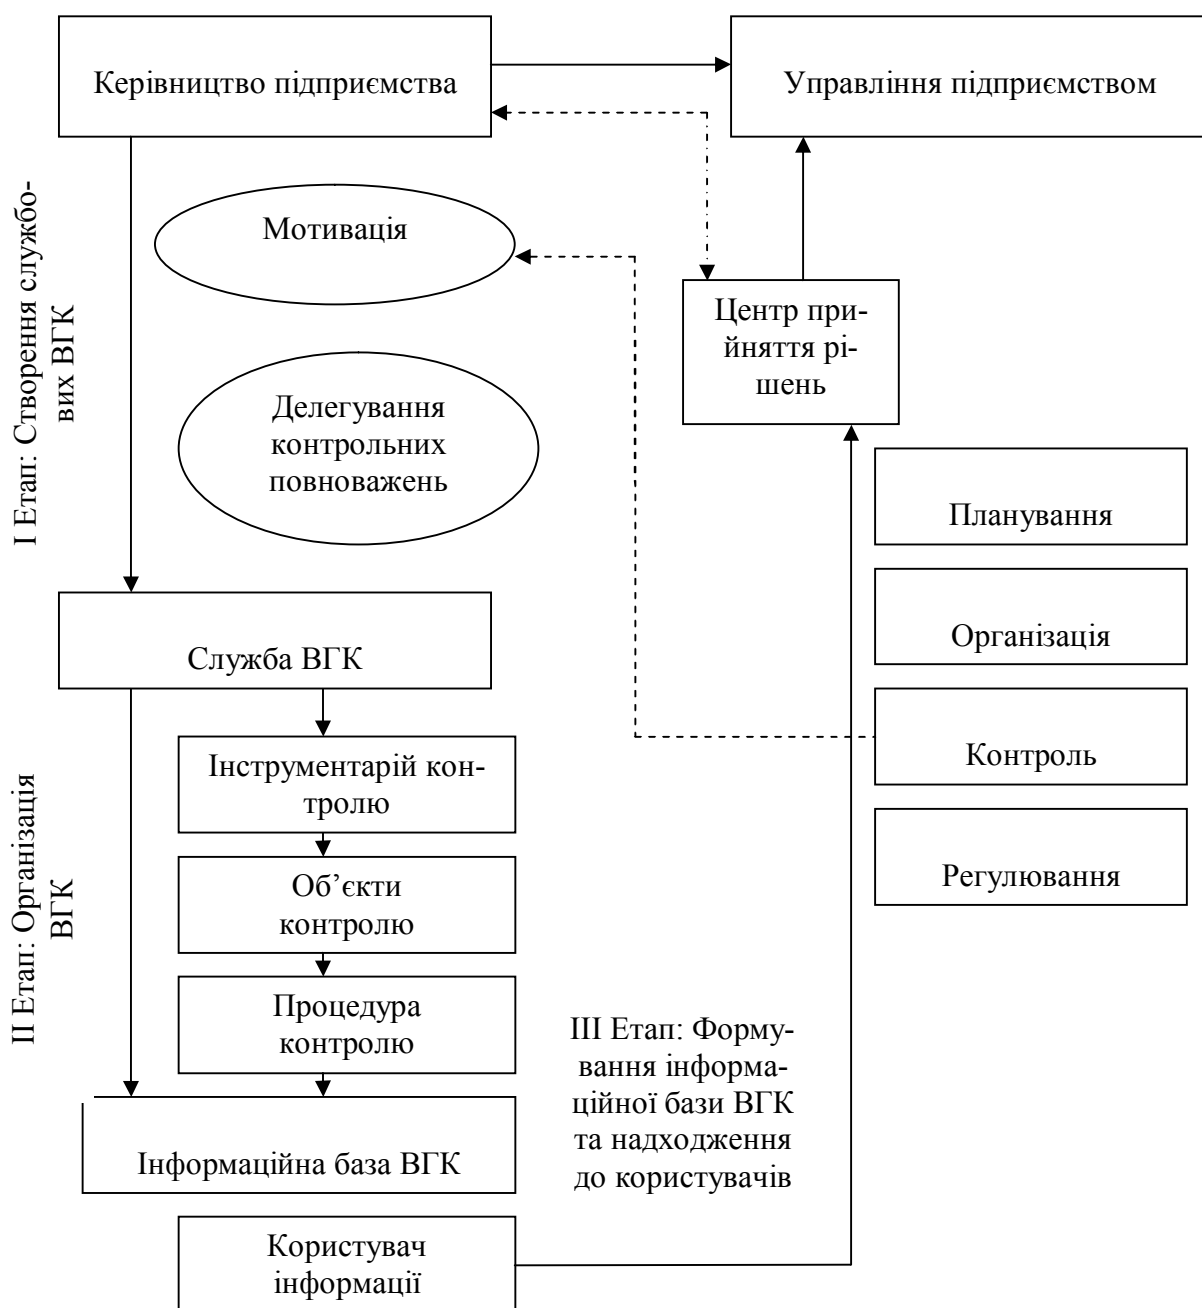 Керівництво підприємства
Управління підприємством
І Етап: Створення службо-
вих ВГК
Мотивація
Центр при-
йняття рі-
шень
Делегування
контрольних
повноважень
Планування
Організація
Служба ВГК
Контроль
Інструментарій кон-
тролю
Регулювання
ІІ Етап: Організація
ВГК
Об’єкти
контролю
Процедура
контролю
ІІІ Етап: Форму-
вання інформа-
ційної бази ВГК
та надходження
до користувачів
Інформаційна база ВГК
Користувач
інформації